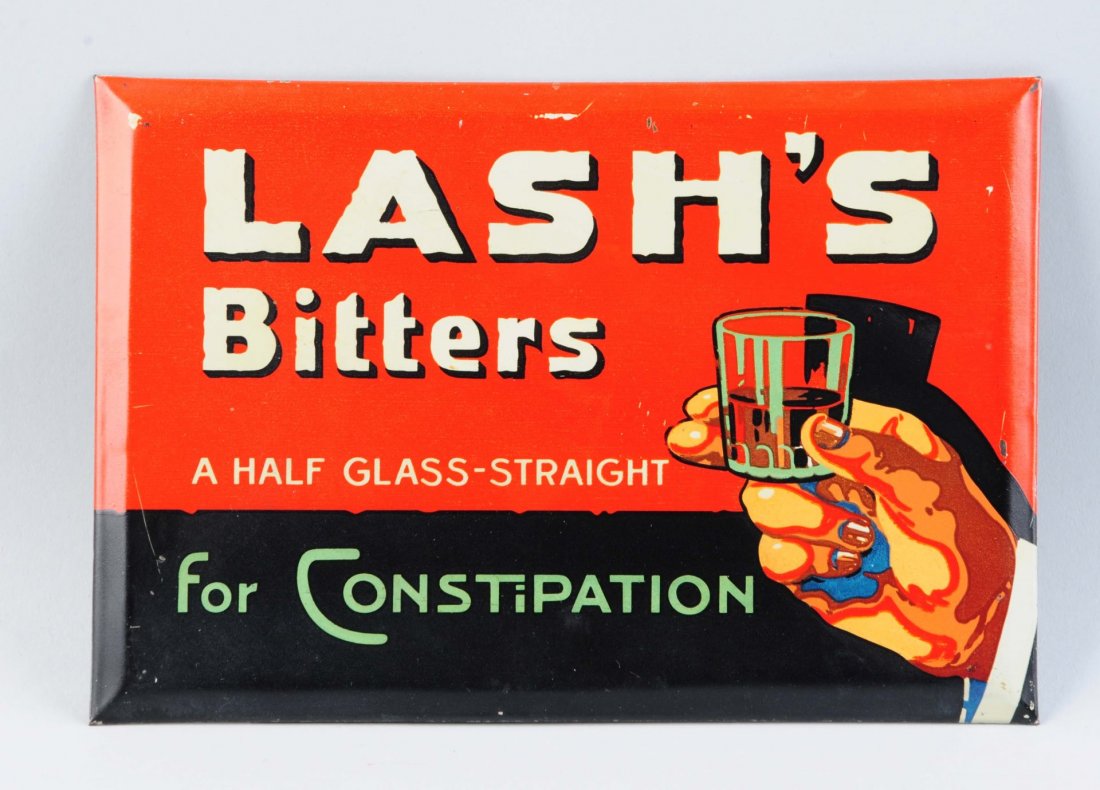 LASH'S
Bitters
A HALF GLASS-STRAIGHT
for CONSTiPATION